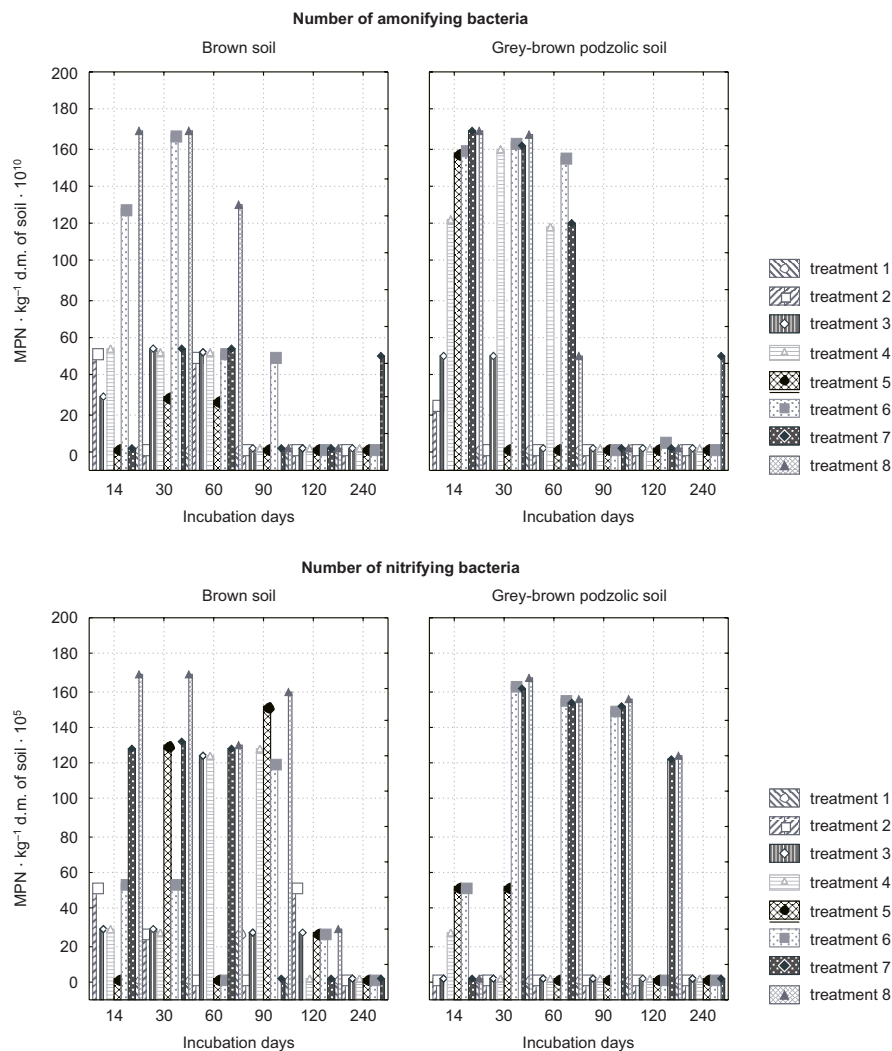 Number of amonifying bacteria
Brown soil
Grey-brown podzolic soil
MPN · kg⁻¹ d.m. of soil · 10¹⁰
200
180
160
140
120
100
60
40
20
0
14 30 60 90 120 240
14 30 60 90 120 240
Incubation days
Incubation days
treatment 1
treatment 2
treatment 3
treatment 4
treatment 5
treatment 6
treatment 7
treatment 8
Number of nitrifying bacteria
Brown soil
Grey-brown podzolic soil
MPN · kg⁻¹ d.m. of soil · 10⁵
200
180
160
140
120
100
60
40
20
0
14 30 60 90 120 240
14 30 60 90 120 240
Incubation days
Incubation days
treatment 1
treatment 2
treatment 3
treatment 4
treatment 5
treatment 6
treatment 7
treatment 8